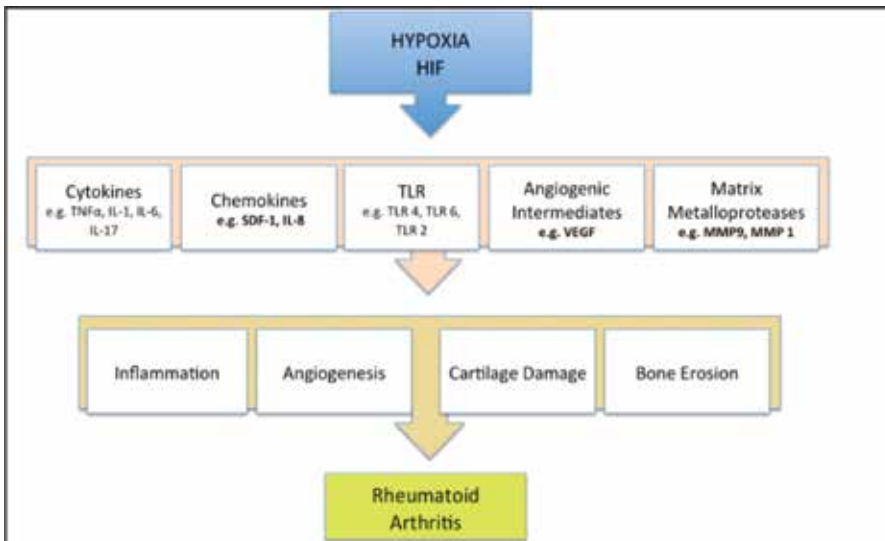 HYPOXIA
HIF
Cytokines
e.g. TNFα, IL-1, IL-6,
IL-17
Chemokines
e.g. SDF-1, IL-8
TLR
e.g. TLR 4, TLR 6,
TLR 2
Angiogenic
Intermediates
e.g. VEGF
Matrix
Metalloproteases
e.g. MMP9, MMP 1
Inflammation
Angiogenesis
Cartilage Damage
Bone Erosion
Rheumatoid
Arthritis